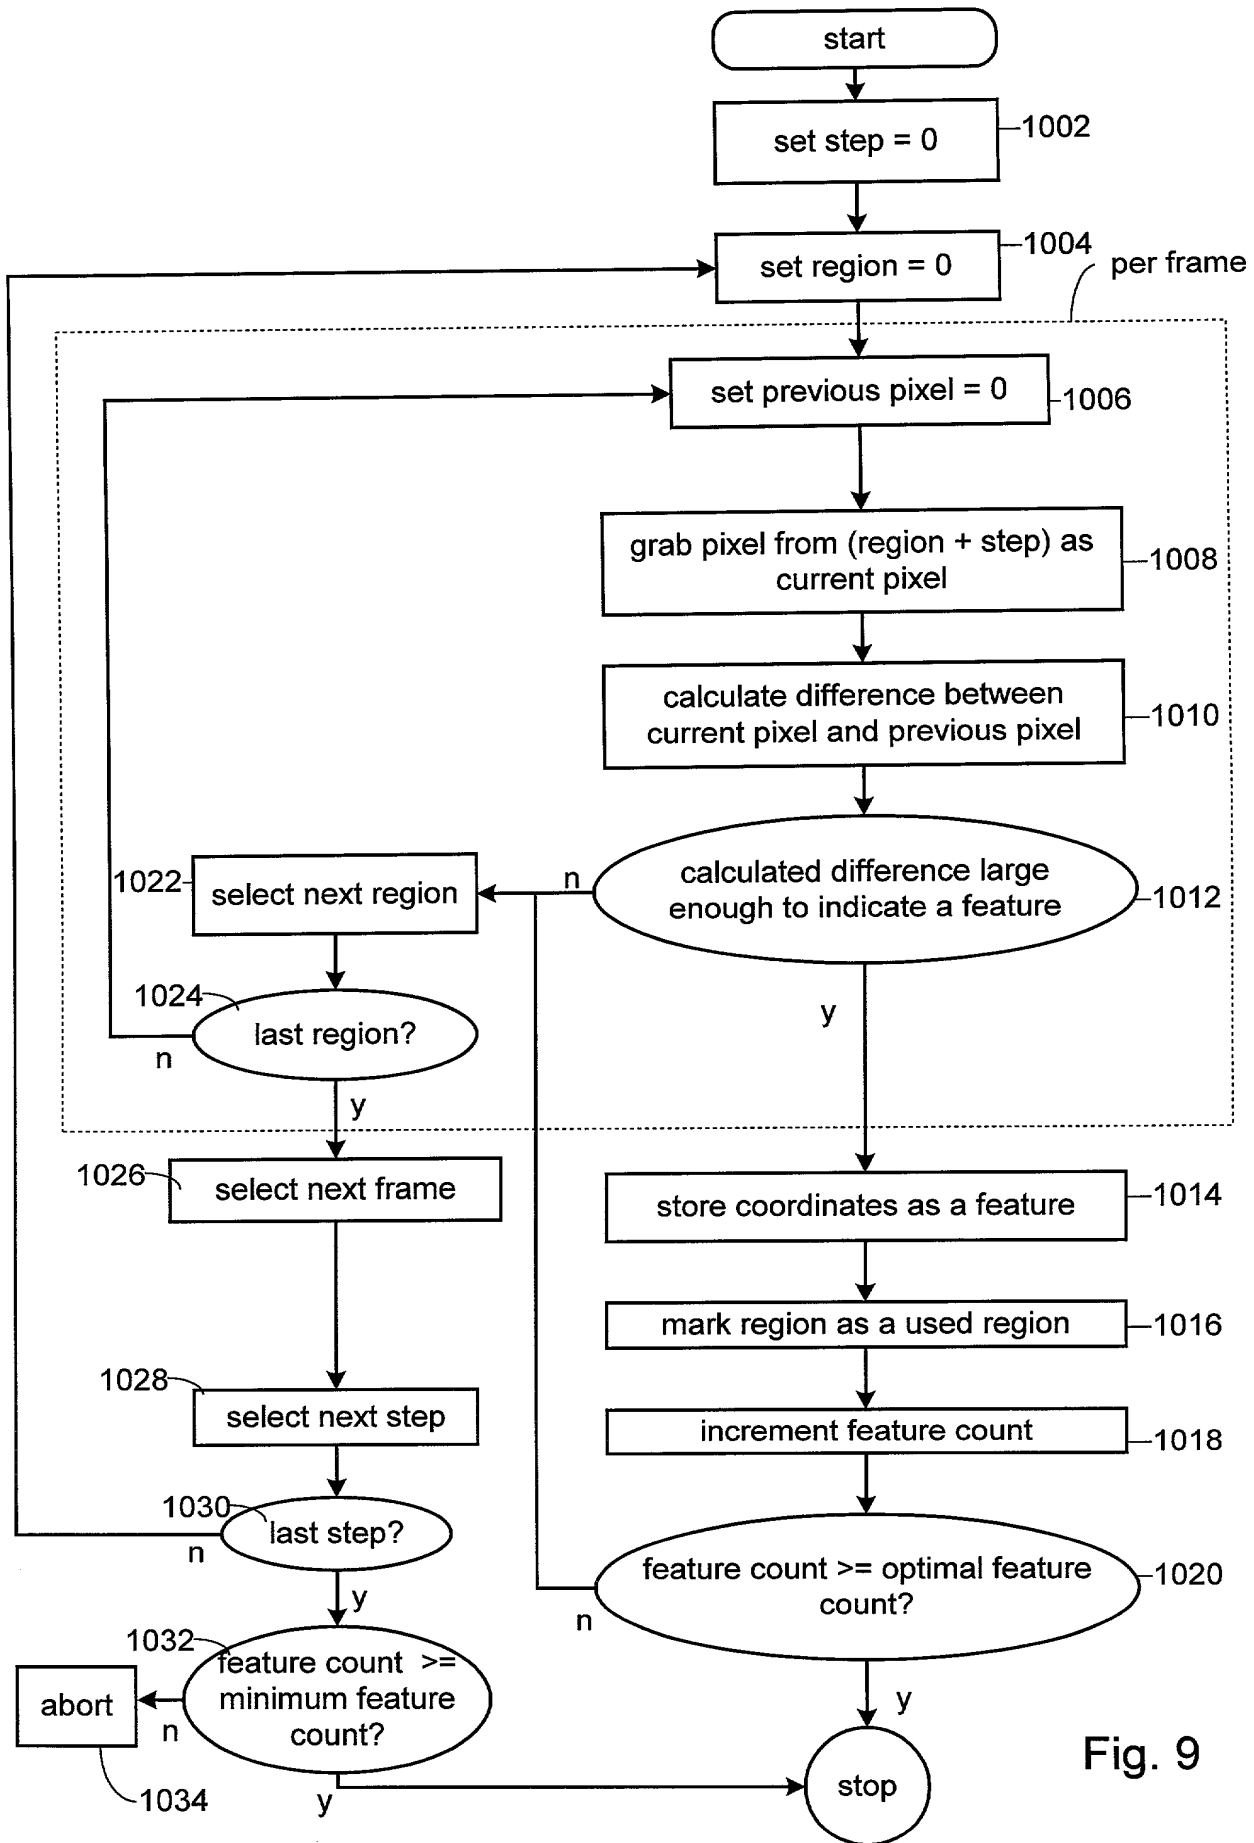 start
set step = 0
1002
set region = 0
1004
per frame
set previous pixel = 0
1006
grab pixel from (region + step) as
current pixel
1008
calculate difference between
current pixel and previous pixel
1010
calculated difference large
enough to indicate a feature
1012
n
y
1022
select next region
1024
last region?
n
y
1026
select next frame
store coordinates as a feature
1014
mark region as a used region
1016
1028
select next step
increment feature count
1018
1030
last step?
n
y
feature count >= optimal feature
count?
1020
n
y
1032
feature count >=
minimum feature
count?
n
y
abort
1034
stop
Fig. 9